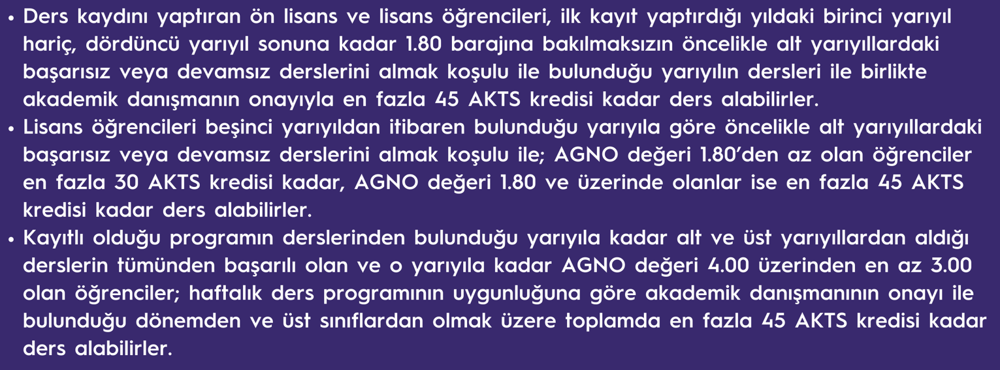 • Ders kaydını yaptıran ön lisans ve lisans öğrencileri, ilk kayıt yaptırdığı yıldaki birinci yarıyıl
hariç, dördüncü yarıyıl sonuna kadar 1.80 barajına bakılmaksızın öncelikle alt yarıyıllardaki
başarısız veya devamsız derslerini almak koşulu ile bulunduğu yarıyılın dersleri ile birlikte
akademik danışmanın onayıyla en fazla 45 AKTS kredisi kadar ders alabilirler.
• Lisans öğrencileri beşinci yarıyıldan itibaren bulunduğu yarıyıla göre öncelikle alt yarıyıllardaki
başarısız veya devamsız derslerini almak koşulu ile; AGNO değeri 1.80’den az olan öğrenciler
en fazla 30 AKTS kredisi kadar, AGNO değeri 1.80 ve üzerinde olanlar ise en fazla 45 AKTS
kredisi kadar ders alabilirler.
• Kayıtlı olduğu programın derslerinden bulunduğu yarıyıla kadar alt ve üst yarıyıllardan aldığı
derslerin tümünden başarılı olan ve o yarıyıla kadar AGNO değeri 4.00 üzerinden en az 3.00
olan öğrenciler; haftalık ders programının uygunluğuna göre akademik danışmanının onayı ile
bulunduğu dönemden ve üst sınıflardan olmak üzere toplamda en fazla 45 AKTS kredisi kadar
ders alabilirler.